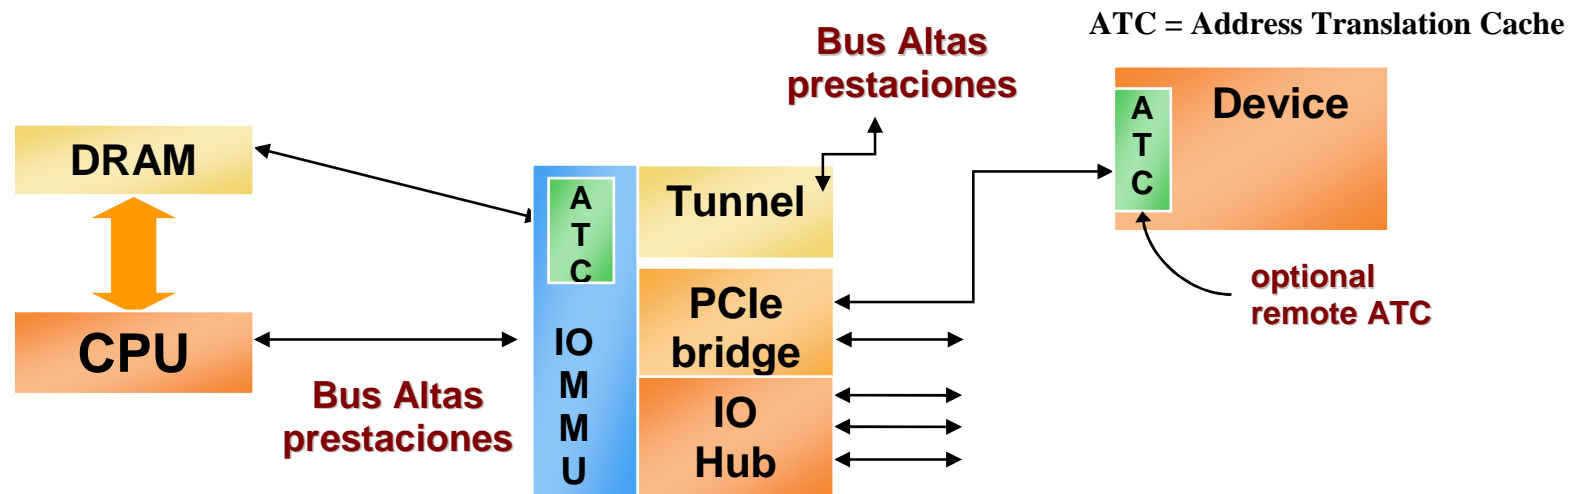 ATC = Address Translation Cache
Bus Altas
prestaciones
Device
A
T
C
DRAM
A
T
C
Tunnel
optional
remote ATC
PCIe
bridge
CPU
IO
M
M
U
Bus Altas
prestaciones
IO
Hub